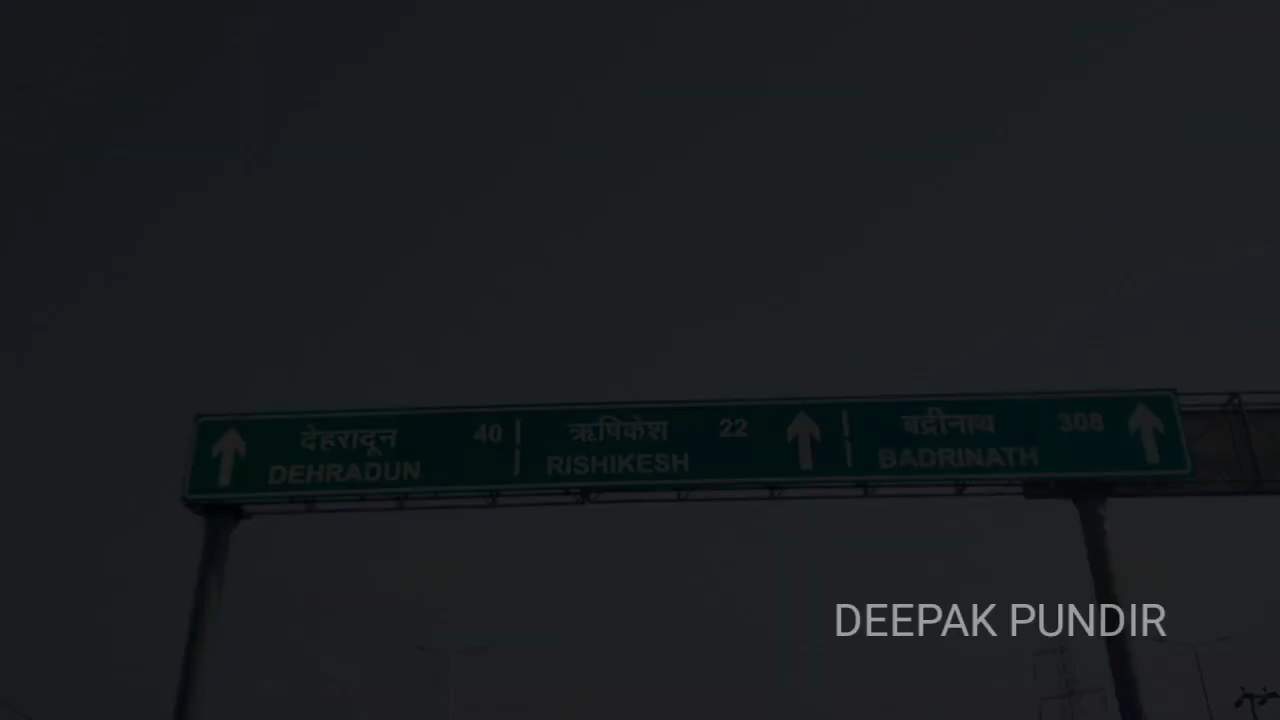 देहरादून 40
DEHRADUN
ऋषिकेश 22
RISHIKESH
बद्रीनाथ 308
BADRINATH
DEEPAK PUNDIR